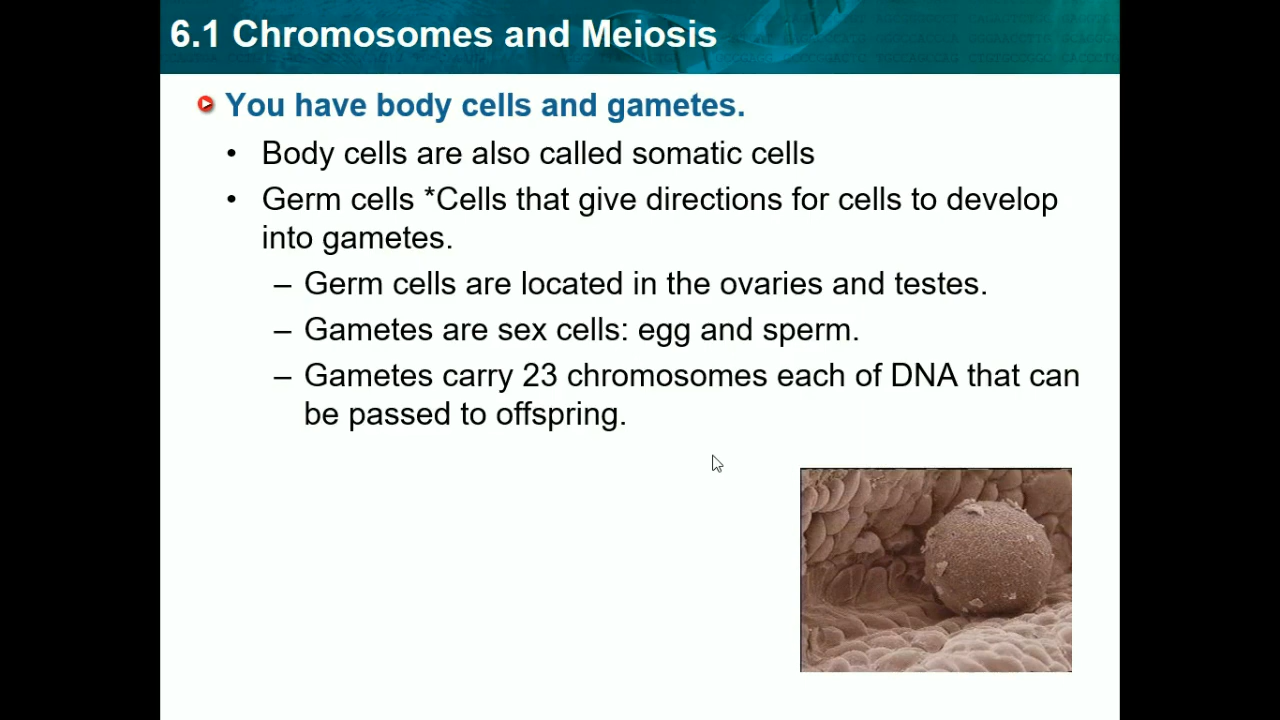 6.1 Chromosomes and Meiosis
You have body cells and gametes.
• Body cells are also called somatic cells
• Germ cells *Cells that give directions for cells to develop
into gametes.
– Germ cells are located in the ovaries and testes.
– Gametes are sex cells: egg and sperm.
– Gametes carry 23 chromosomes each of DNA that can
be passed to offspring.